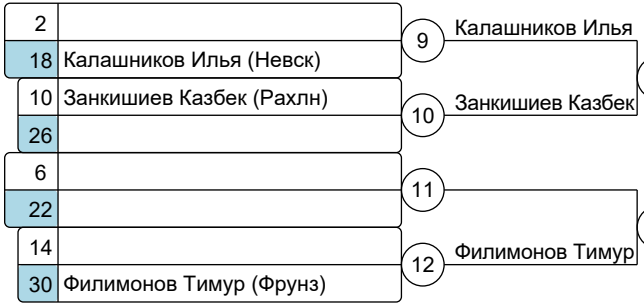 2
9
Калашников Илья
18 Калашников Илья (Невск)
10 Занкишиев Казбек (Рахлн)
10
Занкишиев Казбек
26
6
11
22
14
12
Филимонов Тимур
30 Филимонов Тимур (Фрунз)